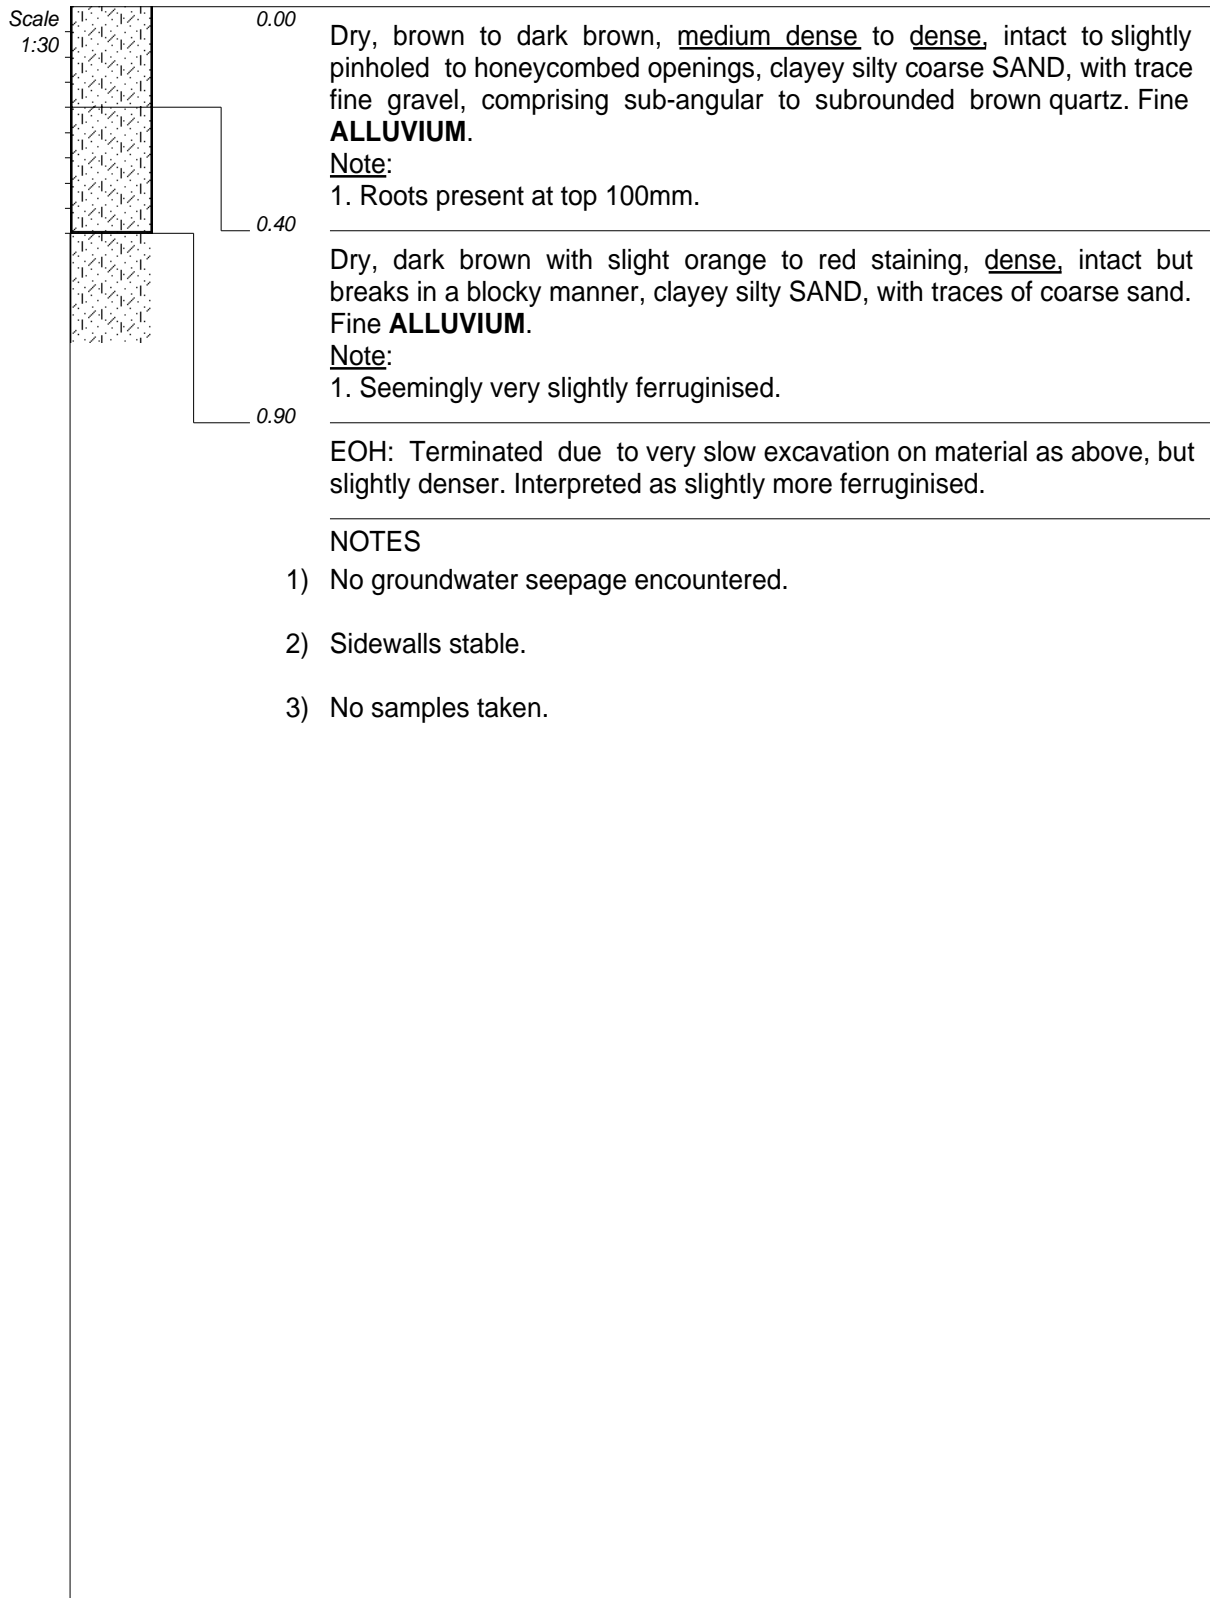 Scale
1:30
0.00
Dry, brown to dark brown, medium dense to dense, intact to slightly
pinholed to honeycombed openings, clayey silty coarse SAND, with trace
fine gravel, comprising sub-angular to subrounded brown quartz. Fine
ALLUVIUM.
Note:
1. Roots present at top 100mm.
0.40
Dry, dark brown with slight orange to red staining, dense, intact but
breaks in a blocky manner, clayey silty SAND, with traces of coarse sand.
Fine ALLUVIUM.
Note:
1. Seemingly very slightly ferruginised.
0.90
EOH: Terminated due to very slow excavation on material as above, but
slightly denser. Interpreted as slightly more ferruginised.
NOTES
1) No groundwater seepage encountered.
2) Sidewalls stable.
3) No samples taken.